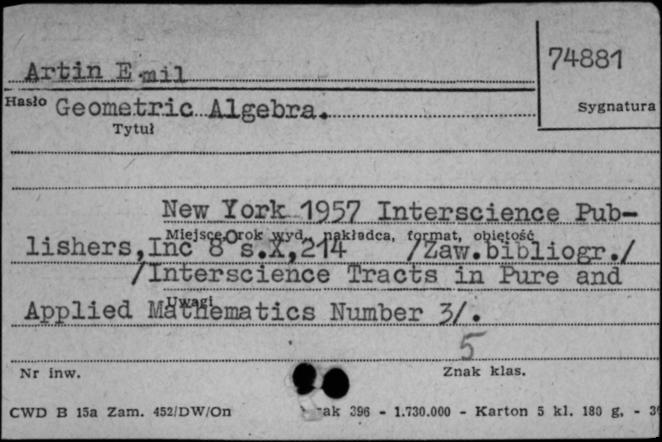 74881
Artin Emil
Hasło Geometric Algebra.
Sygnatura
Tytuł
New York 1957 Interscience Pub-
Miejsce, rok wyd., nakładca, format, objętość
lishers, Inc 8° s.X,214 /Zaw.bibliogr./
/Interscience Tracts in Pure and
Uwagi
Applied Mathematics Number 3/.
5
Nr inw.
Znak klas.
CWD B 15a Zam. 452/DW/On 396 - 1.730.000 - Karton 5 kl. 180 g, -